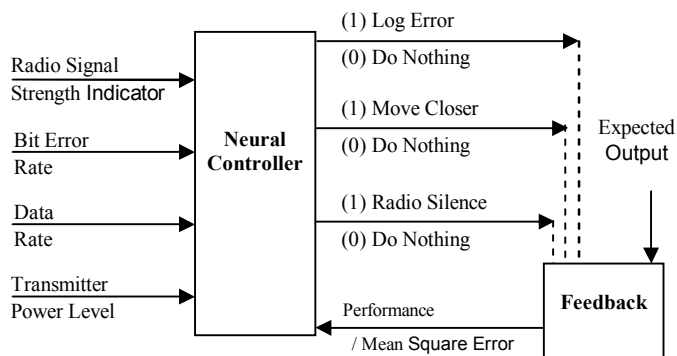 (1) Log Error
(0) Do Nothing
Radio Signal
Strength Indicator
(1) Move Closer
(0) Do Nothing
Expected
Output
Bit Error
Rate
Neural
Controller
(1) Radio Silence
(0) Do Nothing
Data
Rate
Transmitter
Power Level
Performance
/ Mean Square Error
Feedback